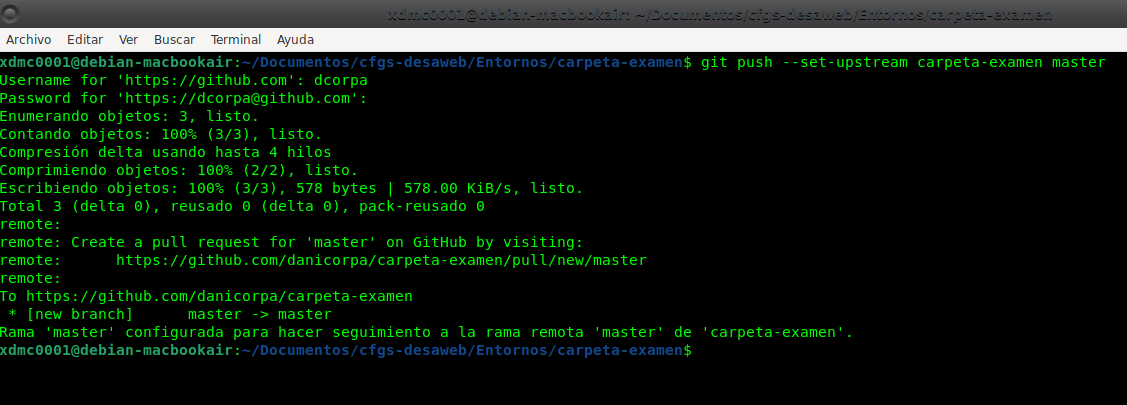 xdmc0001@debian-macbookair: ~/Documentos/cfgs-desaweb/Entornos/carpeta-examen
Archivo Editar Ver Buscar Terminal Ayuda
xdmc0001@debian-macbookair:~/Documentos/cfgs-desaweb/Entornos/carpeta-examen$ git push --set-upstream carpeta-examen master
Username for 'https://github.com': dcorpa
Password for 'https://dcorpa@github.com':
Enumerando objetos: 3, listo.
Contando objetos: 100% (3/3), listo.
Compresión delta usando hasta 4 hilos
Comprimiendo objetos: 100% (2/2), listo.
Escribiendo objetos: 100% (3/3), 578 bytes | 578.00 KiB/s, listo.
Total 3 (delta 0), reusado 0 (delta 0), pack-reusado 0
remote:
remote: Create a pull request for 'master' on GitHub by visiting:
remote:      https://github.com/danicorpa/carpeta-examen/pull/new/master
remote:
To https://github.com/danicorpa/carpeta-examen
 * [new branch]      master -> master
Rama 'master' configurada para hacer seguimiento a la rama remota 'master' de 'carpeta-examen'.
xdmc0001@debian-macbookair:~/Documentos/cfgs-desaweb/Entornos/carpeta-examen$